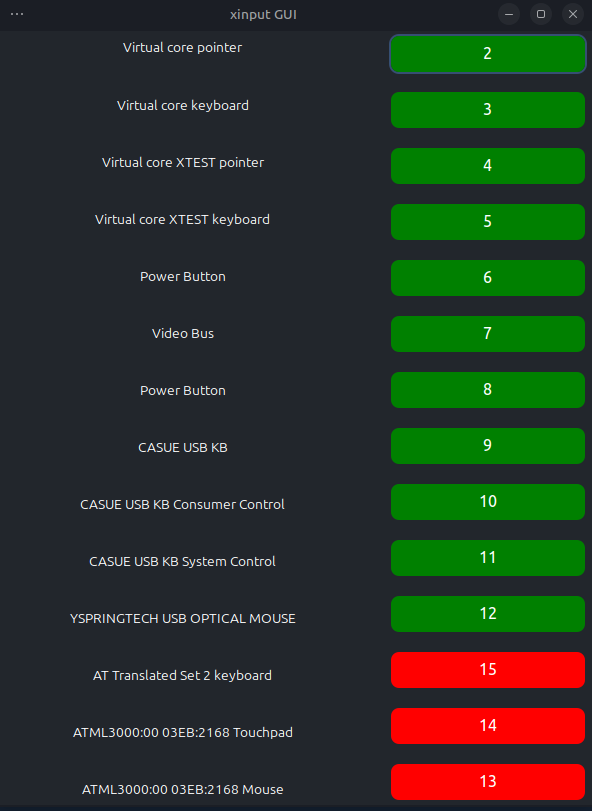 xinput GUI
Virtual core pointer 2
Virtual core keyboard 3
Virtual core XTEST pointer 4
Virtual core XTEST keyboard 5
Power Button 6
Video Bus 7
Power Button 8
CASUE USB KB 9
CASUE USB KB Consumer Control 10
CASUE USB KB System Control 11
YSPRINGTECH USB OPTICAL MOUSE 12
AT Translated Set 2 keyboard 15
ATML3000:00 03EB:2168 Touchpad 14
ATML3000:00 03EB:2168 Mouse 13